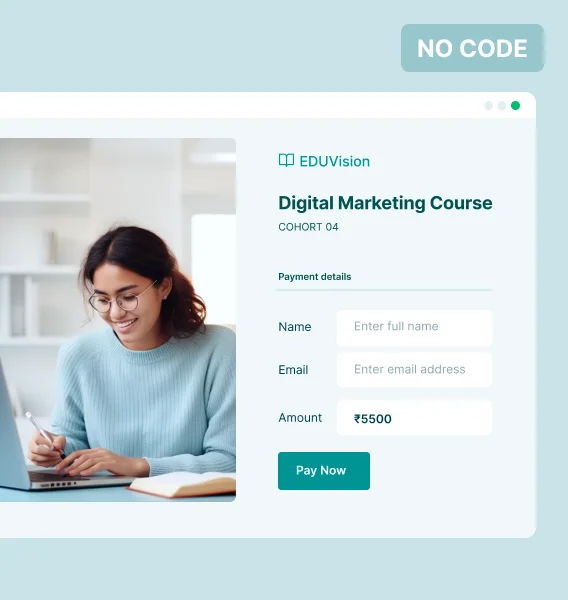 NO CODE
EDUVision
Digital Marketing Course
COHORT 04
Payment details
Name
Enter full name
Email
Enter email address
Amount
₹5500
Pay Now